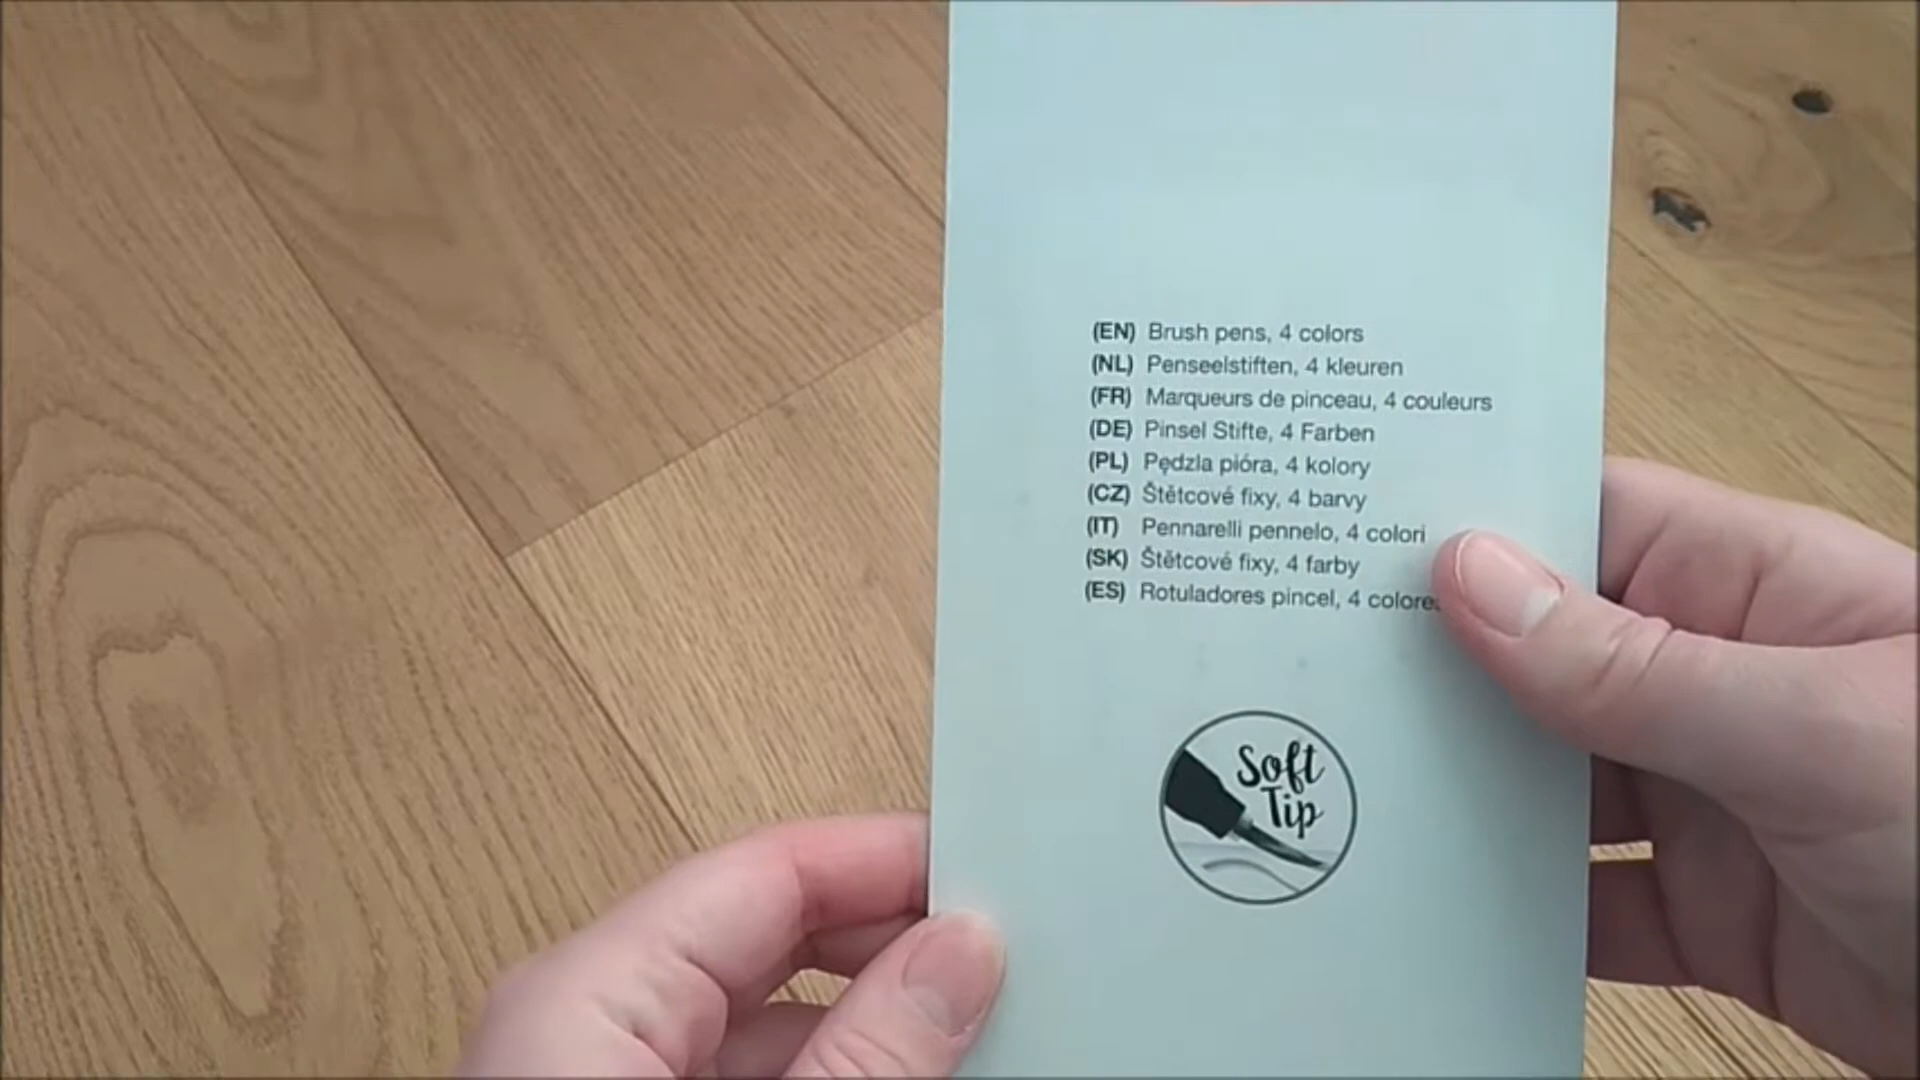 (EN) Brush pens, 4 colors
(NL) Penseelstiften, 4 kleuren
(FR) Marqueurs de pinceau, 4 couleurs
(DE) Pinsel Stifte, 4 Farben
(PL) Pędzla pióra, 4 kolory
(CZ) Štětcové fixy, 4 barvy
(IT) Pennarelli pennelo, 4 colori
(SK) Štětcové fixy, 4 farby
(ES) Rotuladores pincel, 4 colores
Soft
Tip